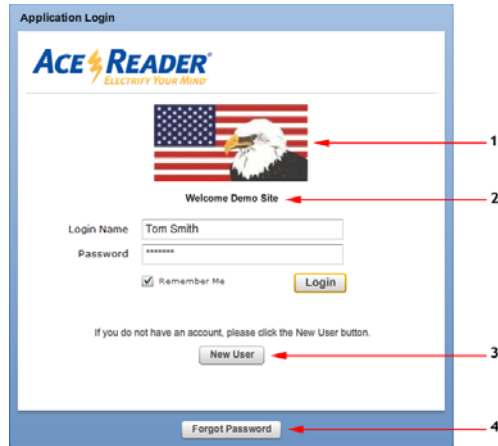 Application Login
ACE READER®
ELECTRIFY YOUR MIND®
1
Welcome Demo Site
2
Login Name Tom Smith
Password *******
Remember Me Login
If you do not have an account, please click the New User button.
New User
3
Forgot Password
4